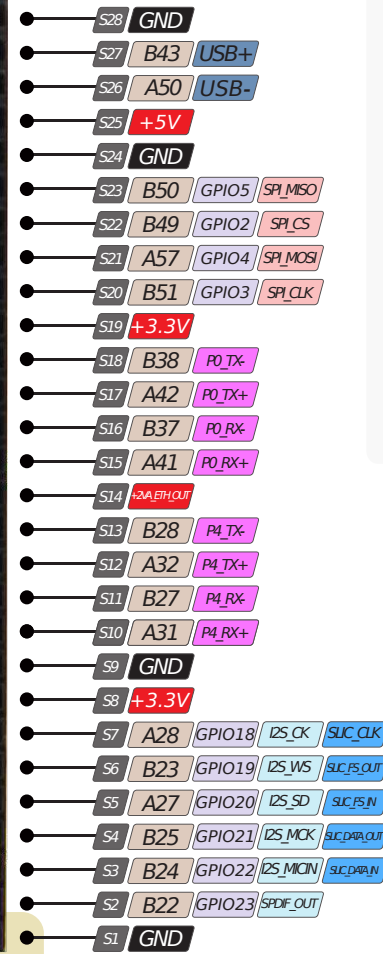 S28 GND
S27 B43 USB+
S26 A50 USB-
S25 +5V
S24 GND
S23 B50 GPIO5 SPI_MISO
S22 B49 GPIO2 SPI_CS
S21 A57 GPIO4 SPI_MOSI
S20 B51 GPIO3 SPI_CLK
S19 +3.3V
S18 B38 P0_TX-
S17 A42 P0_TX+
S16 B37 P0_RX-
S15 A41 P0_RX+
S14 +2VA_ETH_OUT
S13 B28 P4_TX-
S12 A32 P4_TX+
S11 B27 P4_RX-
S10 A31 P4_RX+
S9 GND
S8 +3.3V
S7 A28 GPIO18 I2S_CK SLIC_CLK
S6 B23 GPIO19 I2S_WS SLIC_FS_OUT
S5 A27 GPIO20 I2S_SD SLIC_FS_IN
S4 B25 GPIO21 I2S_MCK SLIC_DATA_OUT
S3 B24 GPIO22 I2S_MICIN SLIC_DATA_IN
S2 B22 GPIO23 SPDIF_OUT
S1 GND